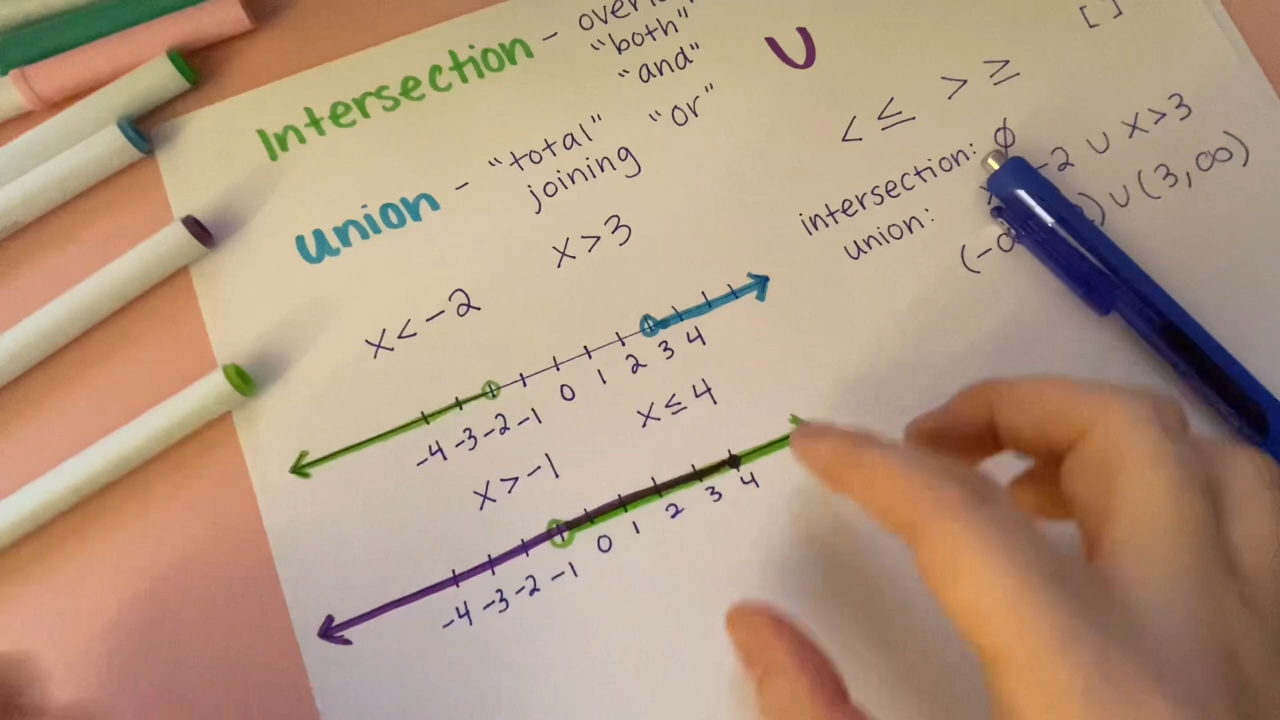 Intersection -
"both"
"and"
union - "total" "or"
joining
U
[ ]
< ≤ > ≥
intersection: ∅
union: -2 ∪ x>3
(-∞ ) ∪ (3, ∞)
x<-2
x>3
-4 -3 -2 -1 0 1 2 3 4
x>-1
x≤4
-4 -3 -2 -1 0 1 2 3 4